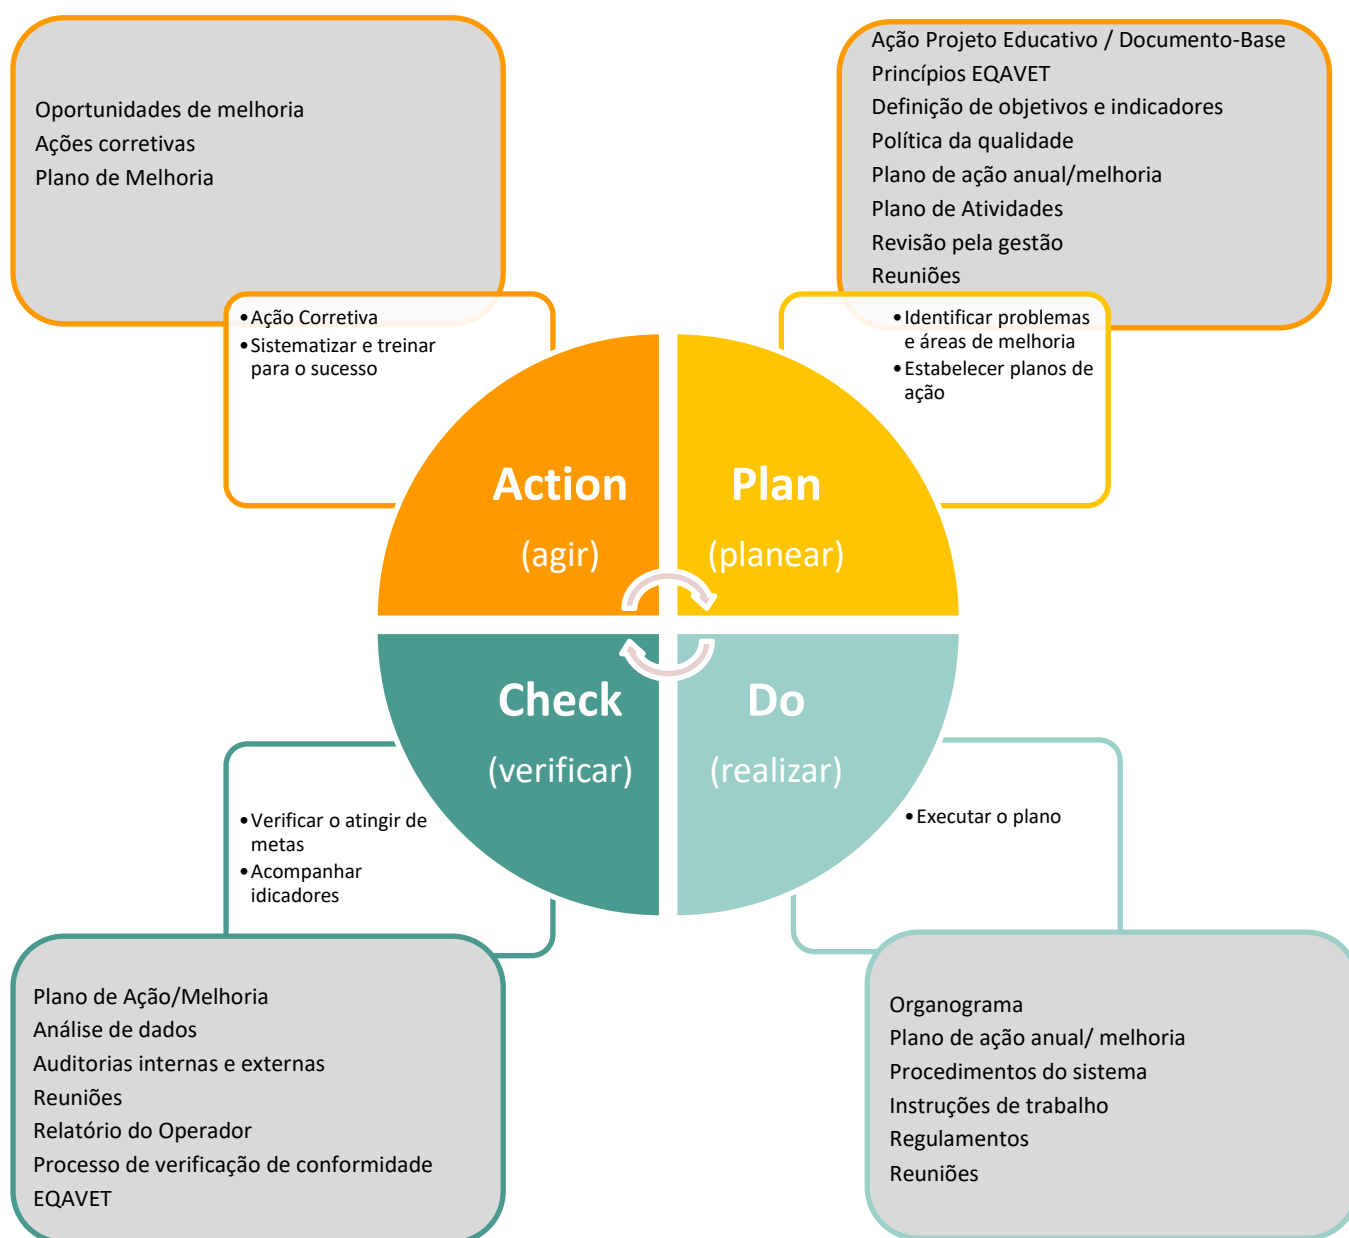 Oportunidades de melhoria
Ações corretivas
Plano de Melhoria
Ação Projeto Educativo / Documento-Base
Princípios EQAVET
Definição de objetivos e indicadores
Política da qualidade
Plano de ação anual/melhoria
Plano de Atividades
Revisão pela gestão
Reuniões
•Ação Corretiva
•Sistematizar e treinar
para o sucesso
•Identificar problemas
e áreas de melhoria
•Estabelecer planos de
ação
Action
(agir)
Plan
(planear)
Check
(verificar)
Do
(realizar)
•Verificar o atingir de
metas
•Acompanhar
idicadores
•Executar o plano
Plano de Ação/Melhoria
Análise de dados
Auditorias internas e externas
Reuniões
Relatório do Operador
Processo de verificação de conformidade
EQAVET
Organograma
Plano de ação anual/ melhoria
Procedimentos do sistema
Instruções de trabalho
Regulamentos
Reuniões